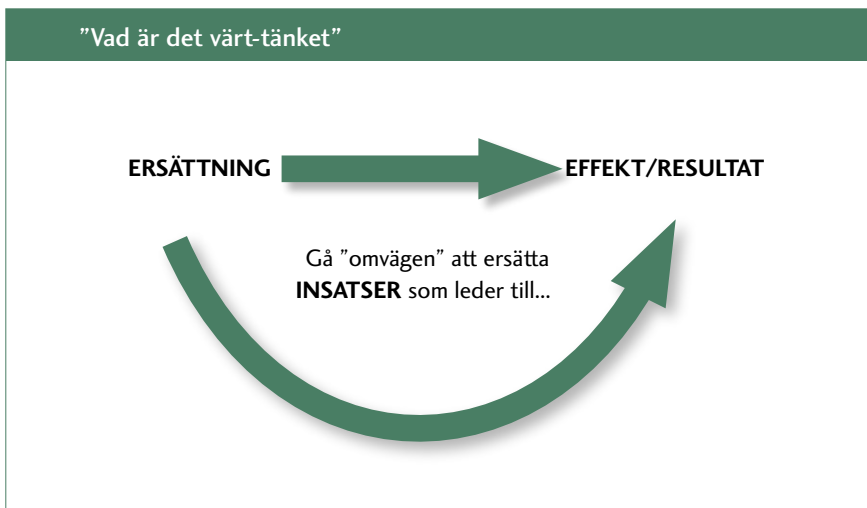 ”Vad är det värt-tänket”
ERSÄTTNING
EFFEKT/RESULTAT
Gå ”omvägen” att ersätta
INSATSER som leder till...